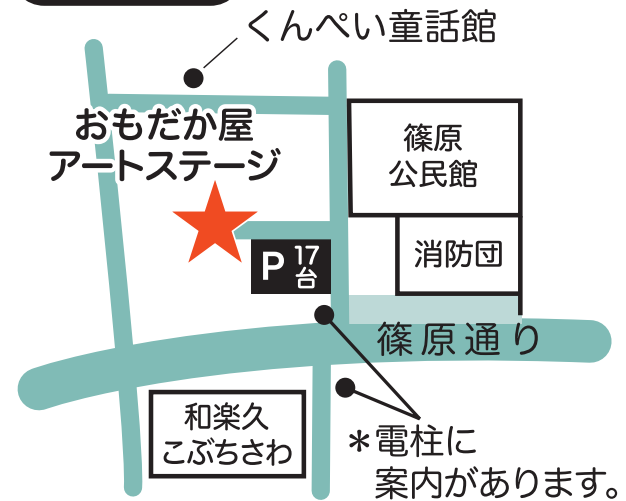 くんぺい童話館
おもだか屋
アートステージ
篠原
公民館
消防団
P 17
台
篠原通り
和楽久
こぶちさわ
*電柱に
案内があります。